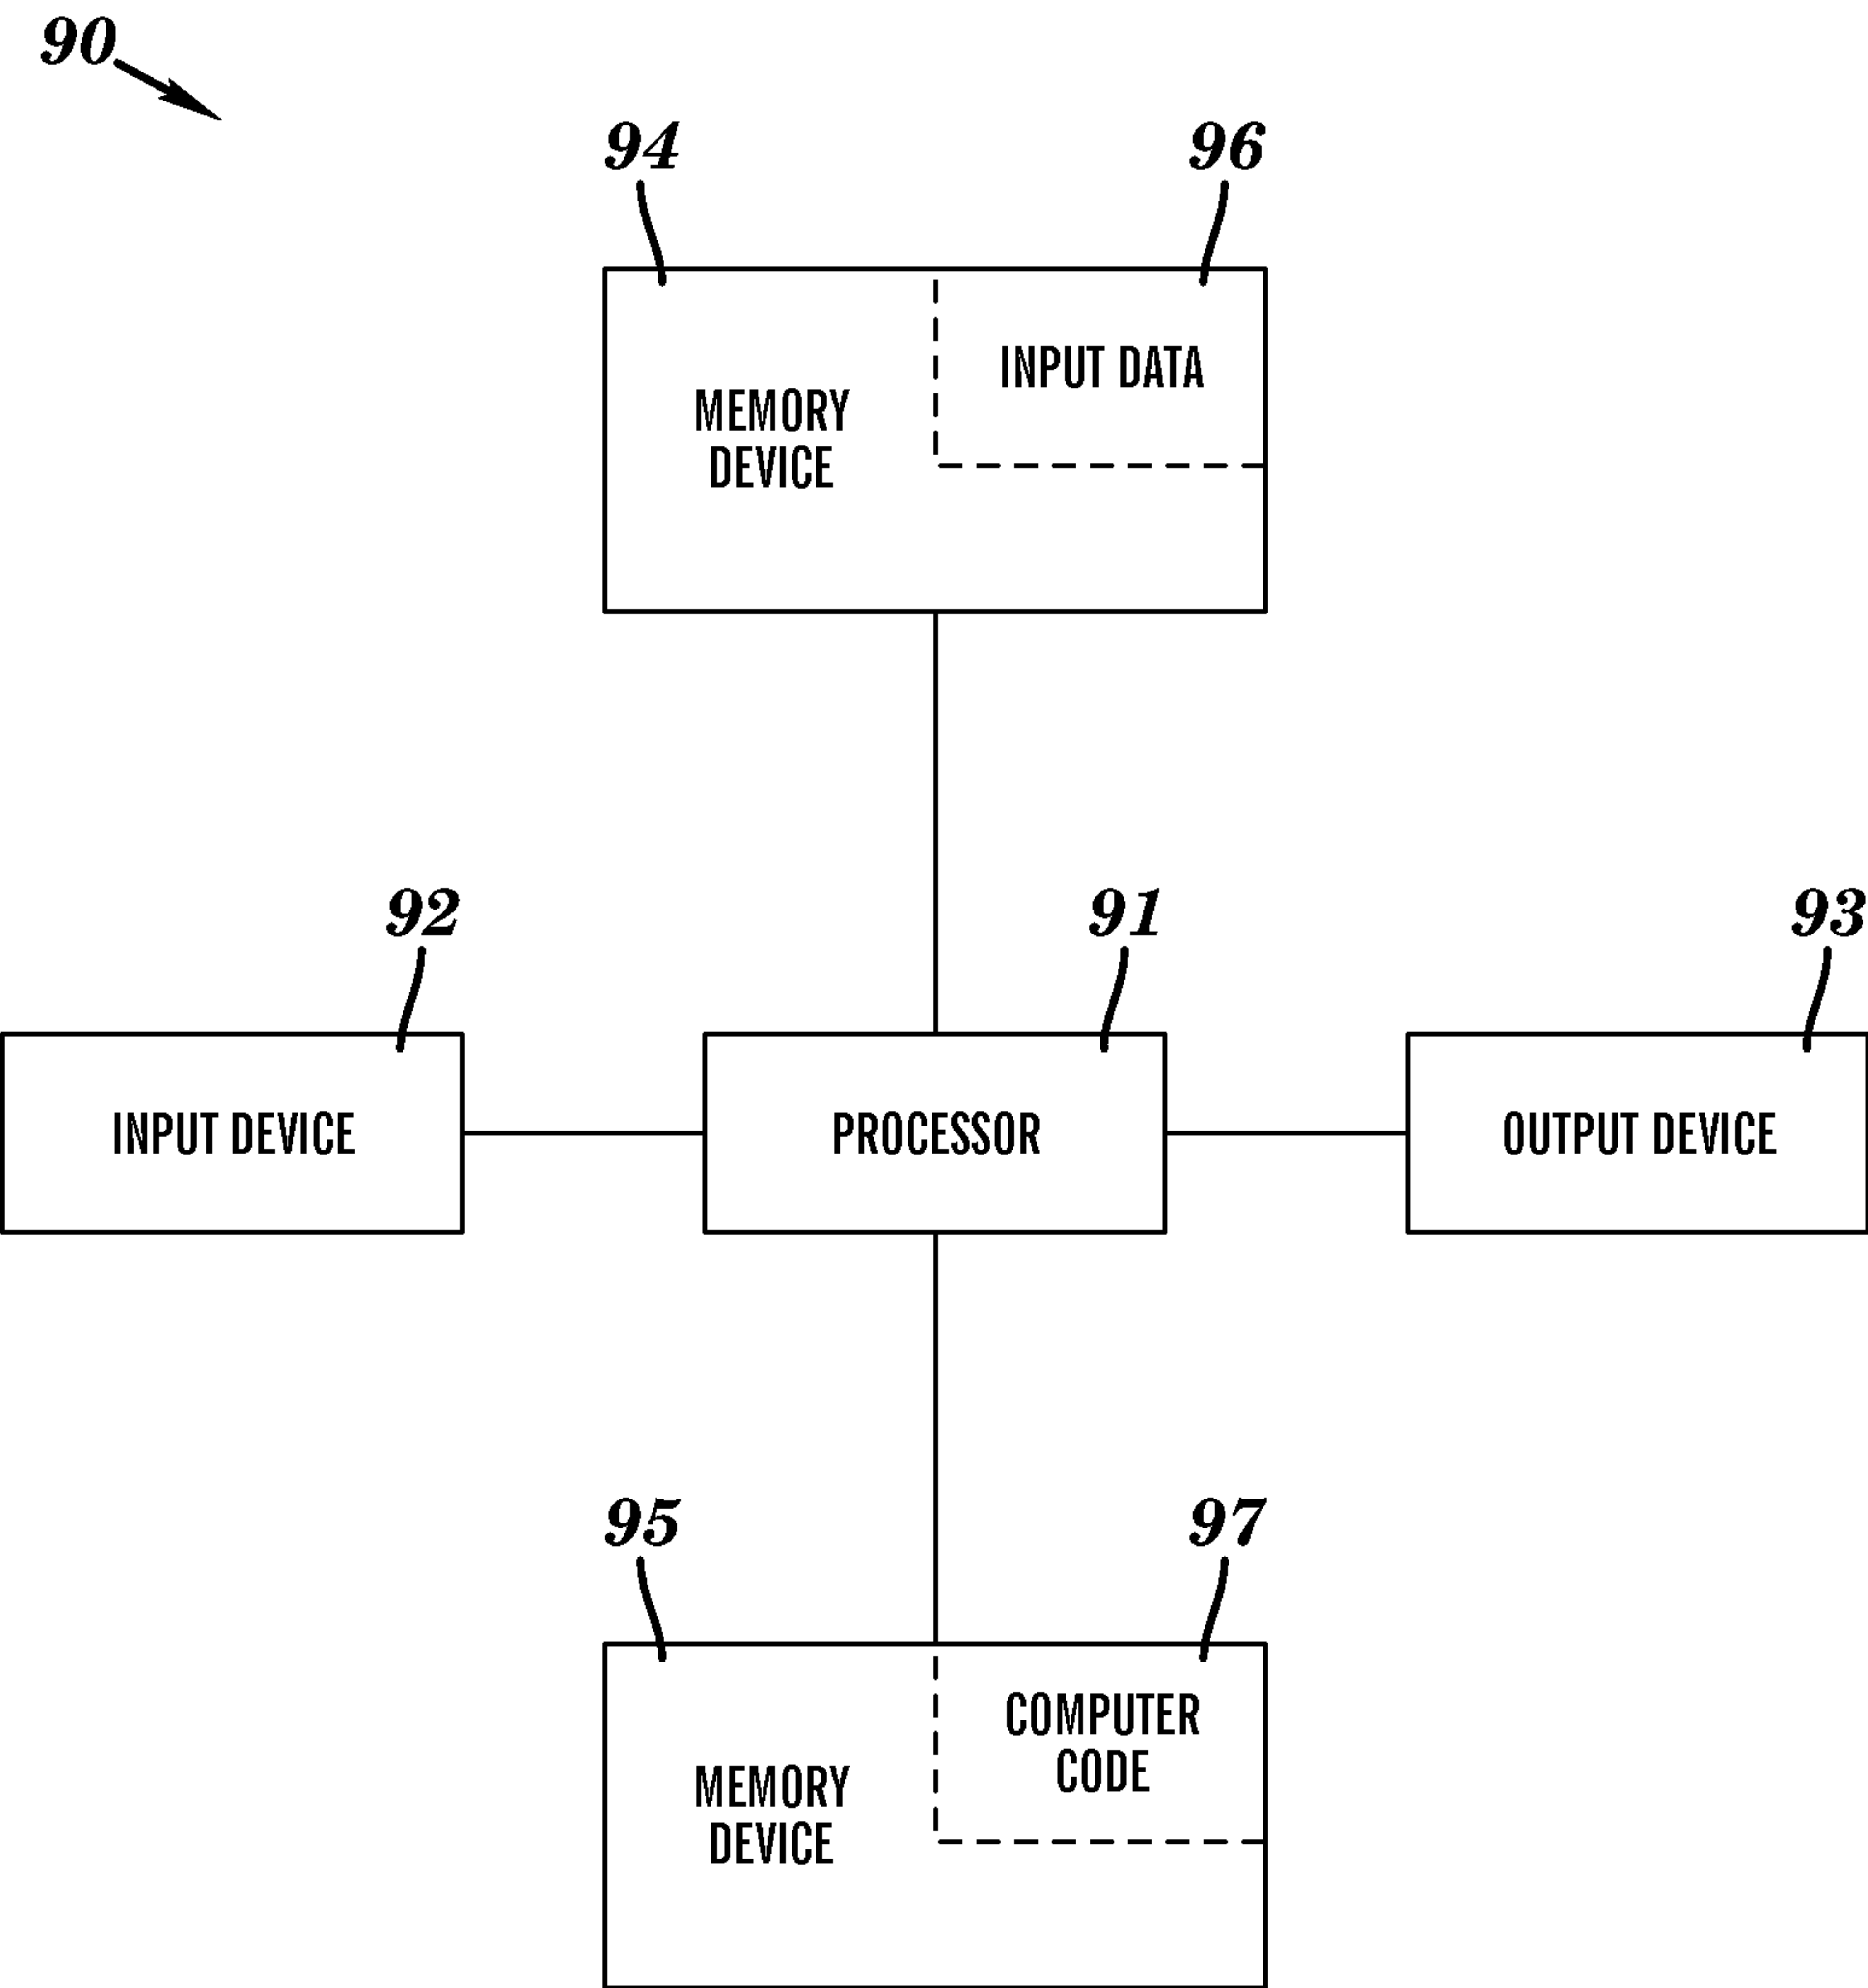 90
94
96
INPUT DATA
MEMORY
DEVICE
92
91
93
INPUT DEVICE
PROCESSOR
OUTPUT DEVICE
95
97
COMPUTER
CODE
MEMORY
DEVICE